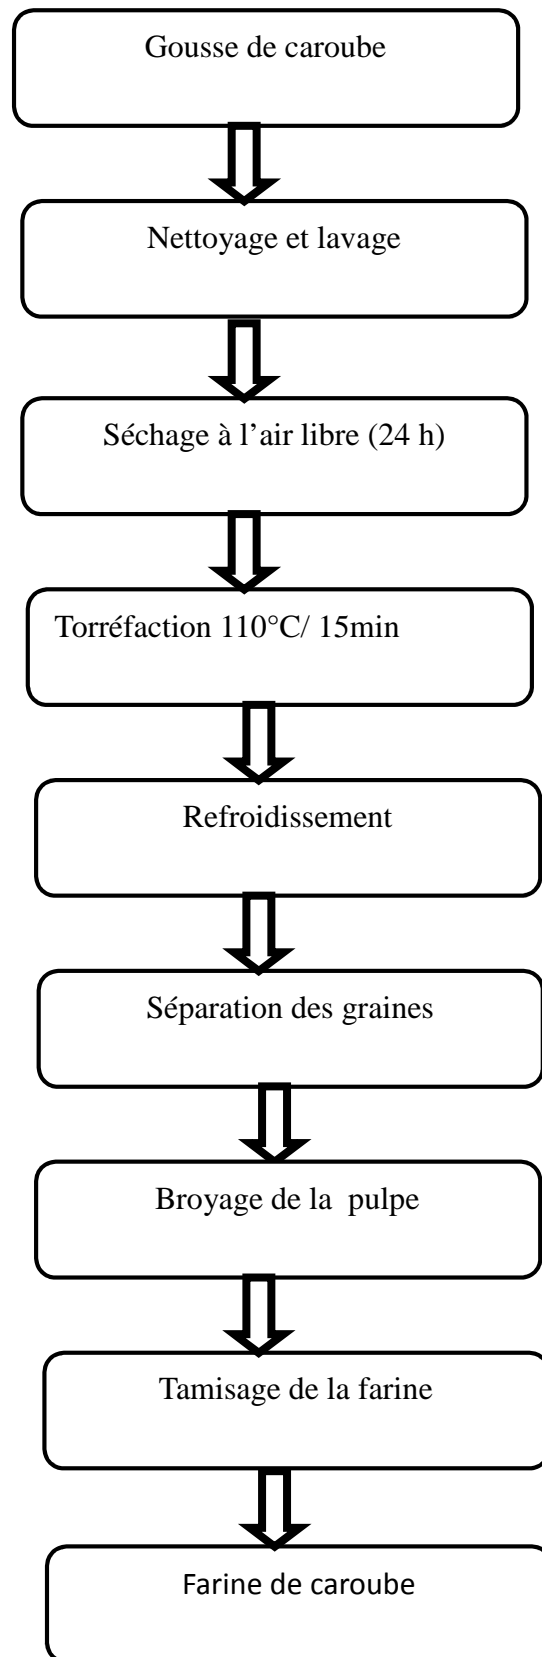 Gousse de caroube
Nettoyage et lavage
Séchage à l’air libre (24 h)
Torréfaction 110°C/ 15min
Refroidissement
Séparation des graines
Broyage de la  pulpe
Tamisage de la farine
Farine de caroube